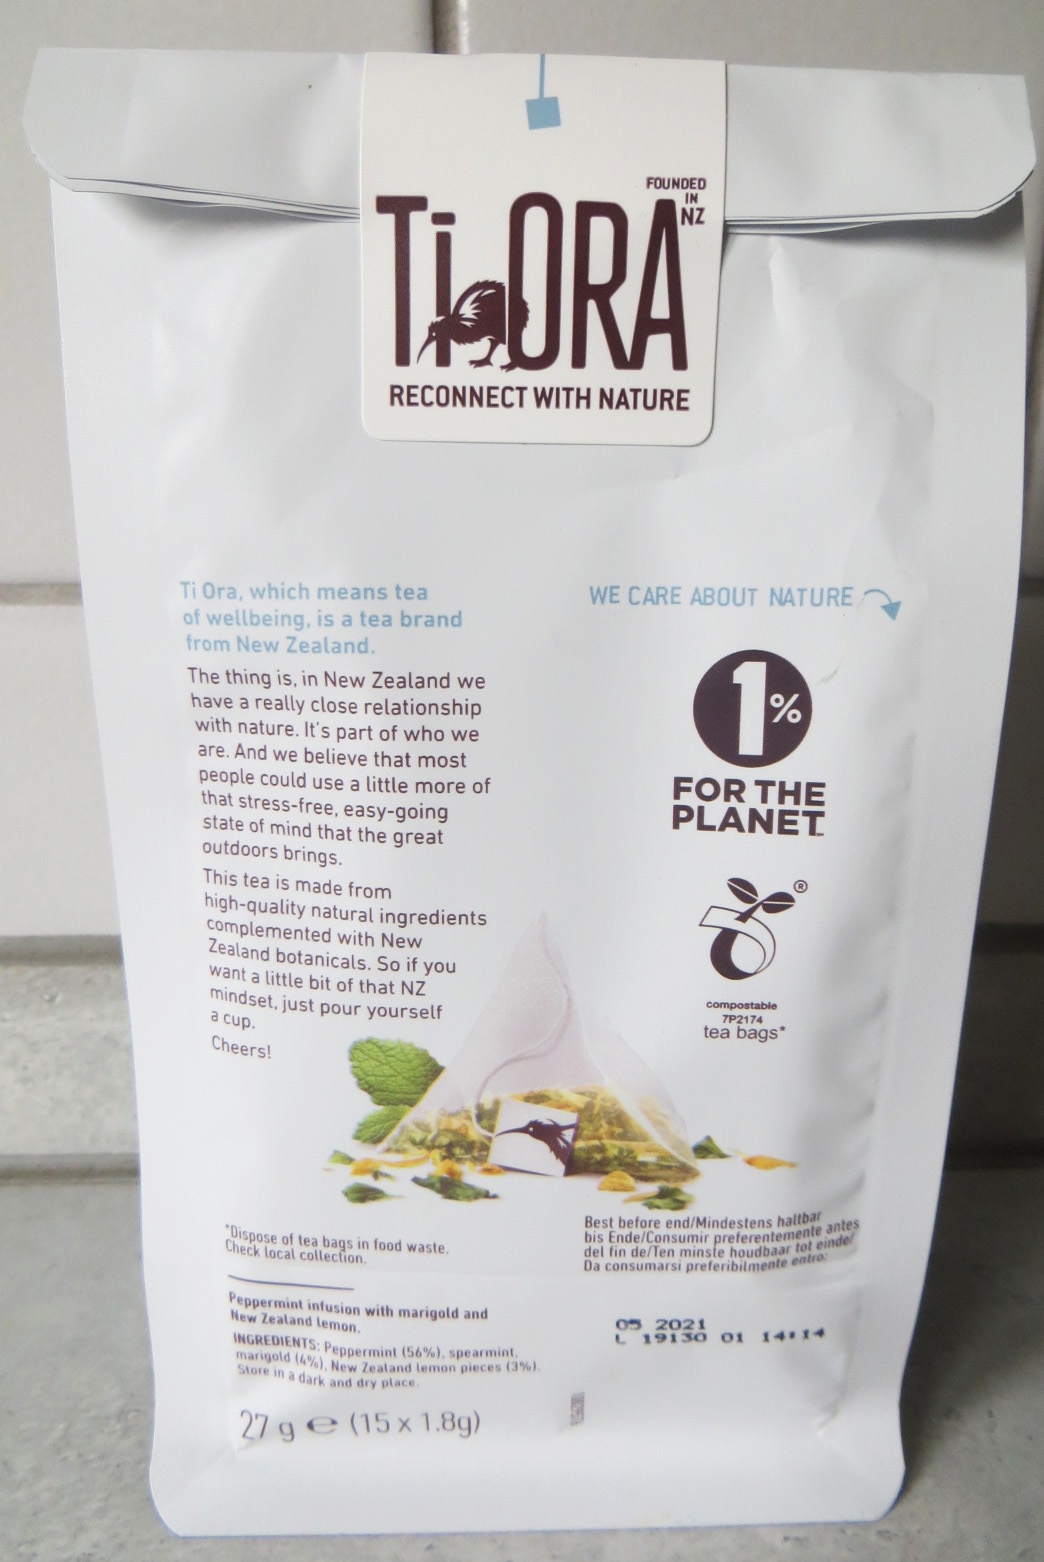 FOUNDED
IN
NZ
Ti ORA
RECONNECT WITH NATURE
Ti Ora, which means tea
of wellbeing, is a tea brand
from New Zealand.
The thing is, in New Zealand we
have a really close relationship
with nature. It's part of who we
are. And we believe that most
people could use a little more of
that stress-free, easy-going
state of mind that the great
outdoors brings.
This tea is made from
high-quality natural ingredients
complemented with New
Zealand botanicals. So if you
want a little bit of that NZ
mindset, just pour yourself
a cup.
Cheers!
WE CARE ABOUT NATURE
1%
FOR THE
PLANET
®
compostable
7P2174
tea bags*
*Dispose of tea bags in food waste.
Check local collection.
Peppermint infusion with marigold and
New Zealand lemon.
INGREDIENTS: Peppermint (56%), spearmint,
marigold (4%), New Zealand lemon pieces (3%).
Store in a dark and dry place.
27 g e (15 x 1.8g)
Best before end/Mindestens haltbar
bis Ende/Consumir preferentemente antes
del fin de/Ten minste houdbaar tot einde/
Da consumarsi preferibilmente entro:
05 2021
L 19130 01 14:14